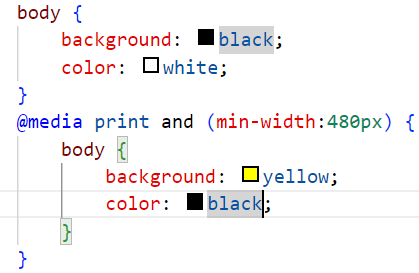 body {
    background: black;
    color: white;
}
@media print and (min-width:480px) {
    body {
        background: yellow;
        color: black;
    }
}